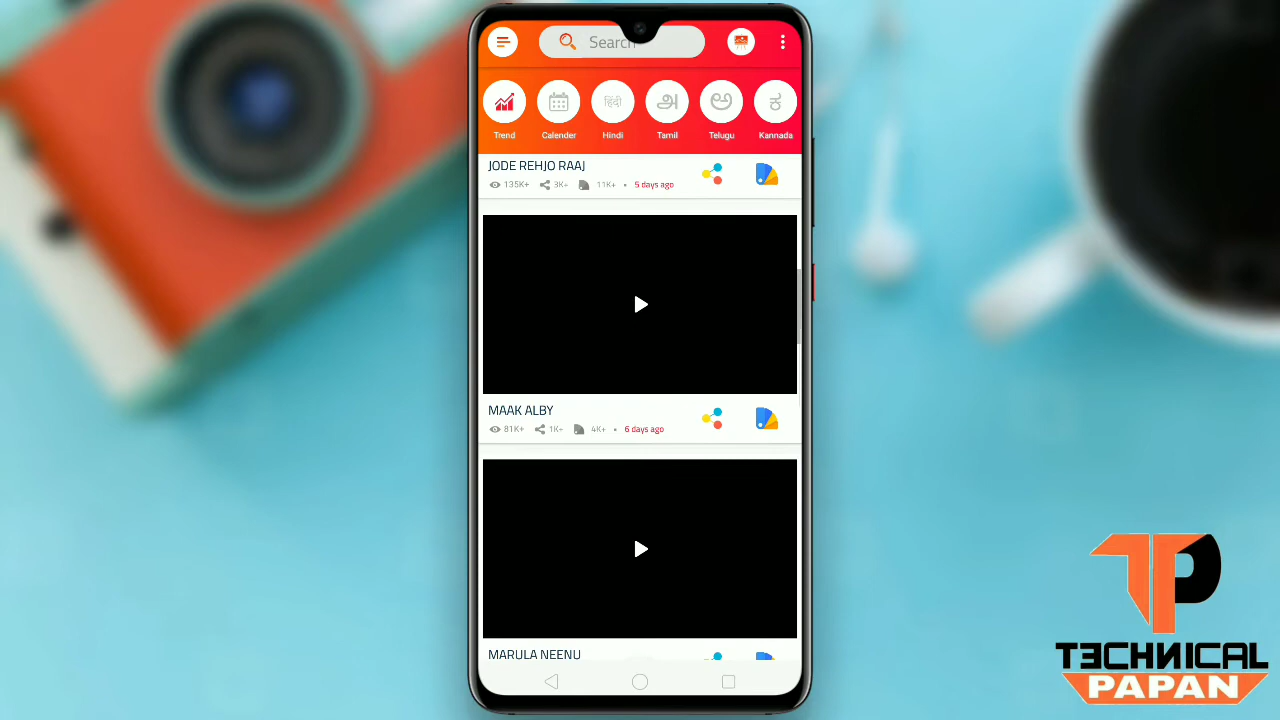 Search
हिंदी
அ
అ
ಕ
Trend
Calender
Hindi
Tamil
Telugu
Kannada
JODE REHJO RAAJ
135K+ 3K+ 11K+ • 5 days ago
MAAK ALBY
81K+ 1K+ 4K+ • 6 days ago
MARULA NEENU
TP
TECHNICAL
PAPAN